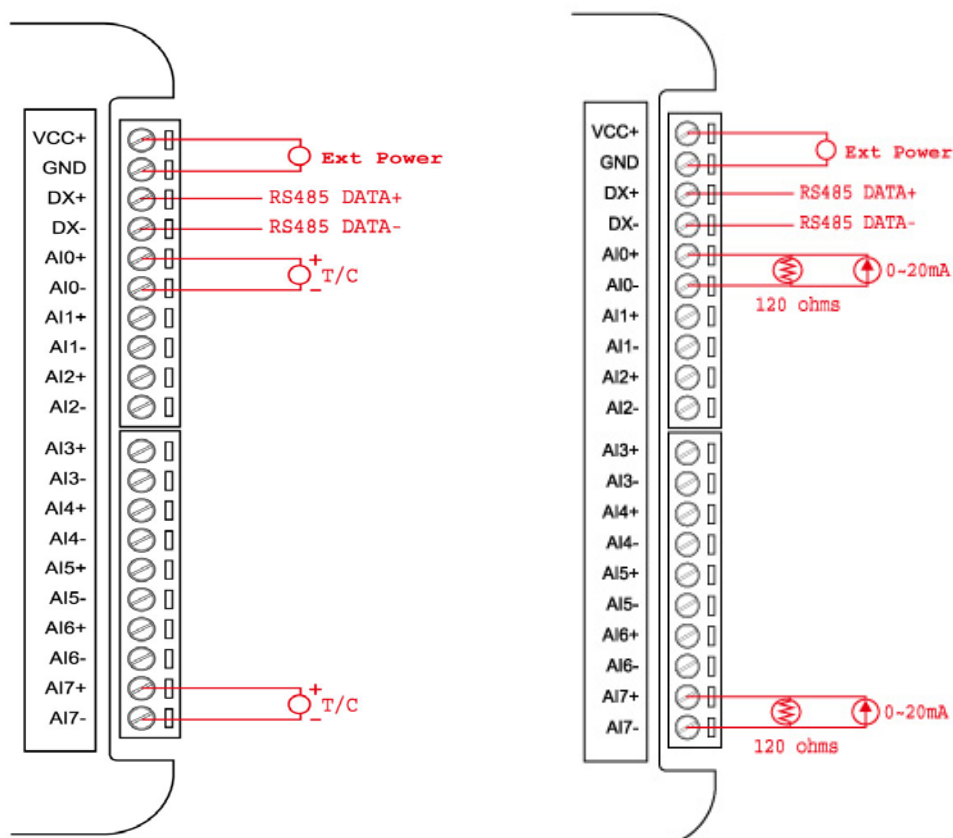 VCC+
GND
DX+
DX-
AI0+
AI0-
AI1+
AI1-
AI2+
AI2-
AI3+
AI3-
AI4+
AI4-
AI5+
AI5-
AI6+
AI6-
AI7+
AI7-
Ext Power
RS485 DATA+
RS485 DATA-
+
T/C
−
+
T/C
−
VCC+
GND
DX+
DX-
AI0+
AI0-
AI1+
AI1-
AI2+
AI2-
AI3+
AI3-
AI4+
AI4-
AI5+
AI5-
AI6+
AI6-
AI7+
AI7-
Ext Power
RS485 DATA+
RS485 DATA-
0~20mA
120 ohms
0~20mA
120 ohms